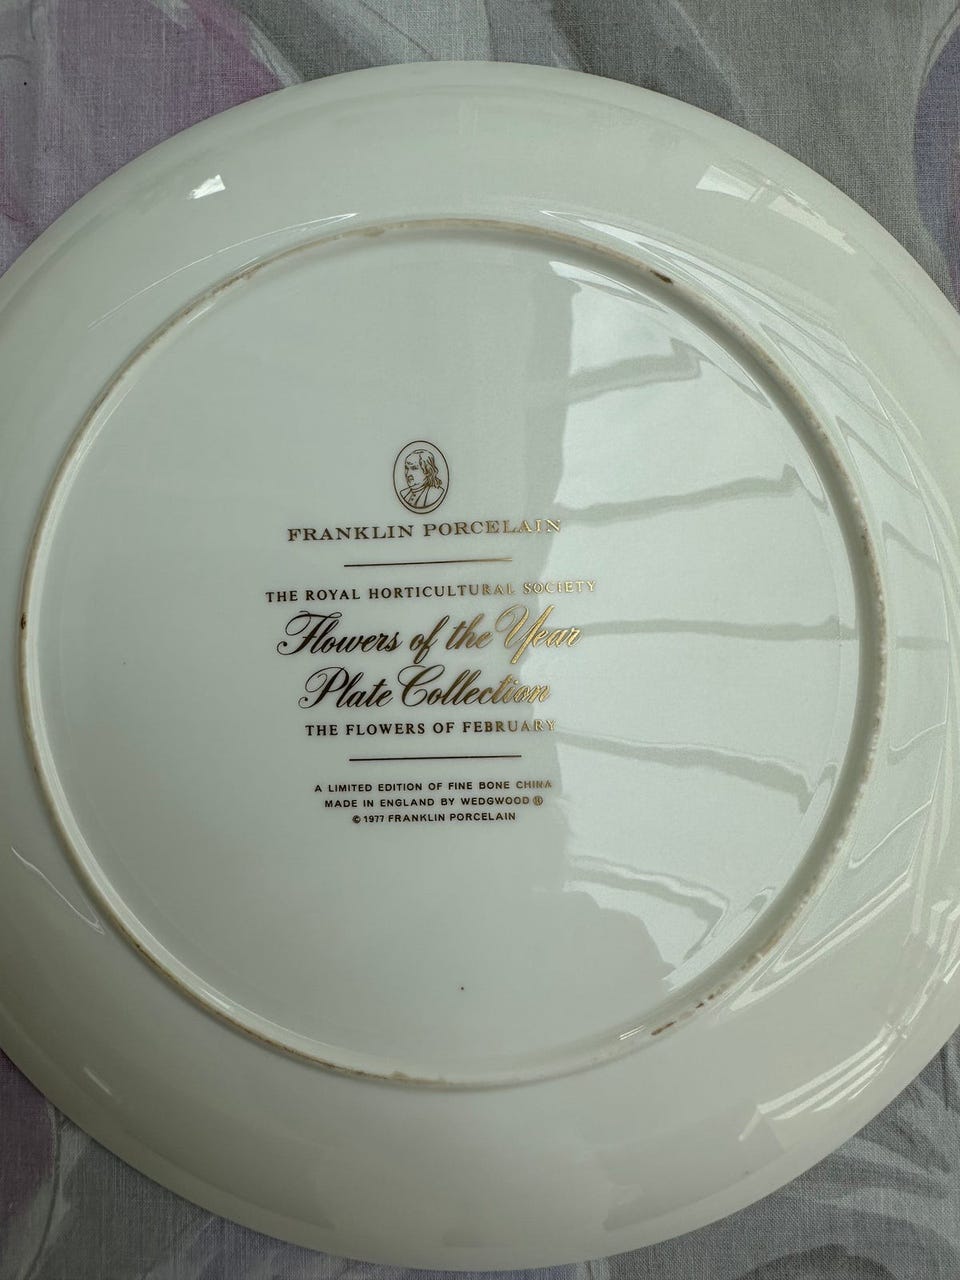 FRANKLIN PORCELAIN
THE ROYAL HORTICULTURAL SOCIETY
Flowers of the Year
Plate Collection
THE FLOWERS OF FEBRUARY
A LIMITED EDITION OF FINE BONE CHINA
MADE IN ENGLAND BY WEDGWOOD ®
© 1977 FRANKLIN PORCELAIN